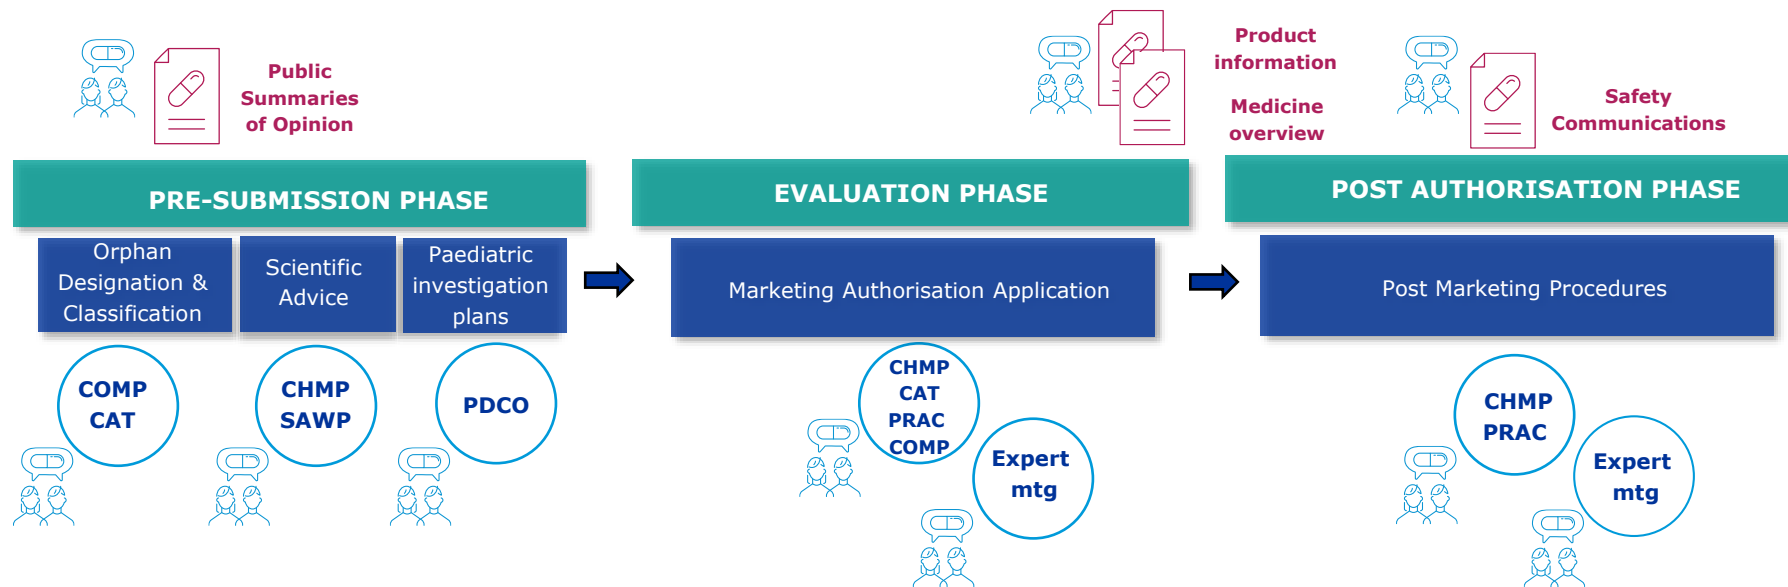 Public
Summaries
of Opinion
Product
information
Medicine
overview
Safety
Communications
PRE-SUBMISSION PHASE
EVALUATION PHASE
POST AUTHORISATION PHASE
Orphan
Designation &
Classification
Scientific
Advice
Paediatric
investigation
plans
Marketing Authorisation Application
Post Marketing Procedures
COMP
CAT
CHMP
SAWP
PDCO
CHMP
CAT
PRAC
COMP
Expert
mtg
CHMP
PRAC
Expert
mtg